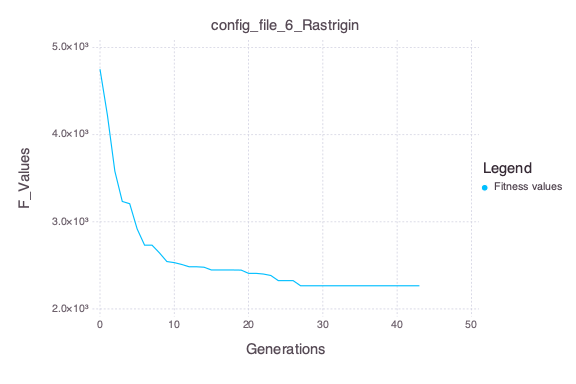 config_file_6_Rastrigin
5.0×10³
4.0×10³
3.0×10³
2.0×10³
F_Values
0 10 20 30 40 50
Generations
Legend
Fitness values